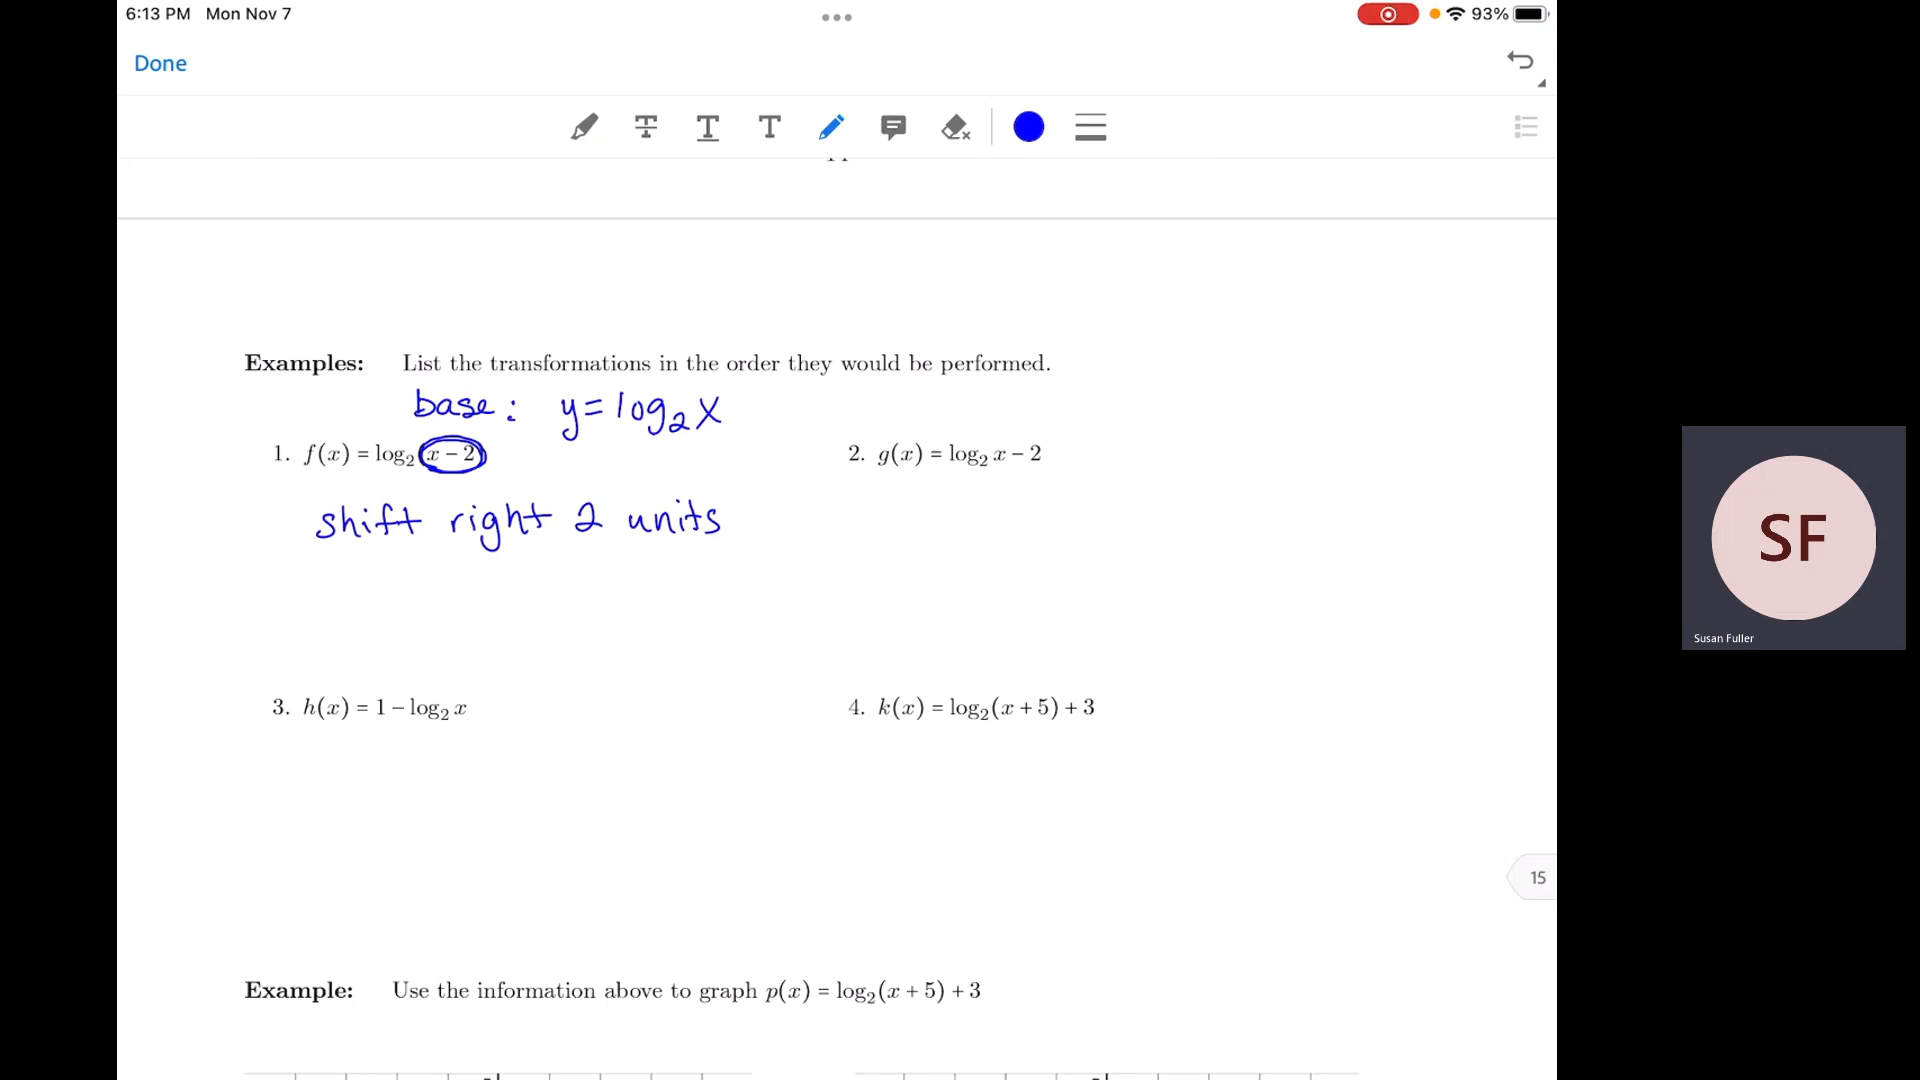 6:13 PM Mon Nov 7
93%
Done
Examples: List the transformations in the order they would be performed.
base: y=log₂x
1. f(x) = log₂(x − 2)
2. g(x) = log₂ x − 2
shift right 2 units
SF
Susan Fuller
3. h(x) = 1 − log₂ x
4. k(x) = log₂(x + 5) + 3
15
Example: Use the information above to graph p(x) = log₂(x + 5) + 3